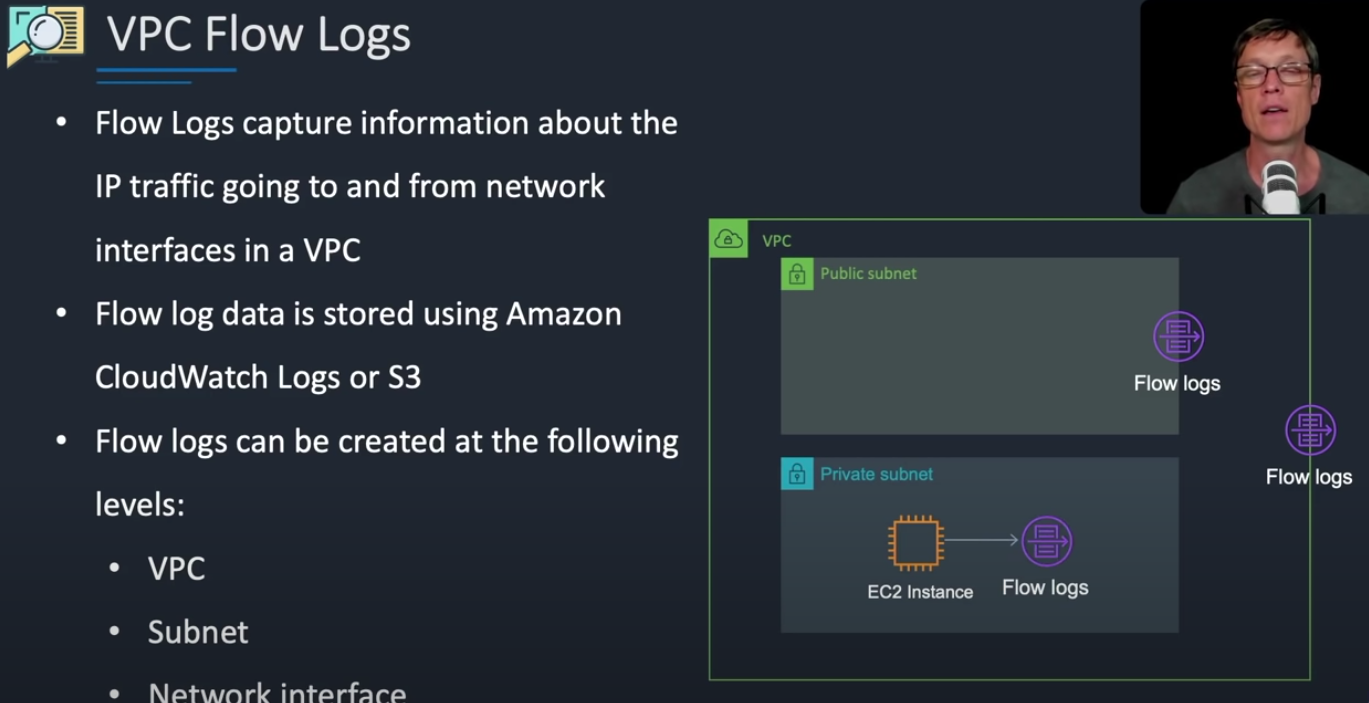 VPC Flow Logs
Flow Logs capture information about the
IP traffic going to and from network
interfaces in a VPC
Flow log data is stored using Amazon
CloudWatch Logs or S3
Flow logs can be created at the following
levels:
VPC
Subnet
Network interface
VPC
Public subnet
Flow logs
Flow logs
Private subnet
EC2 Instance
Flow logs